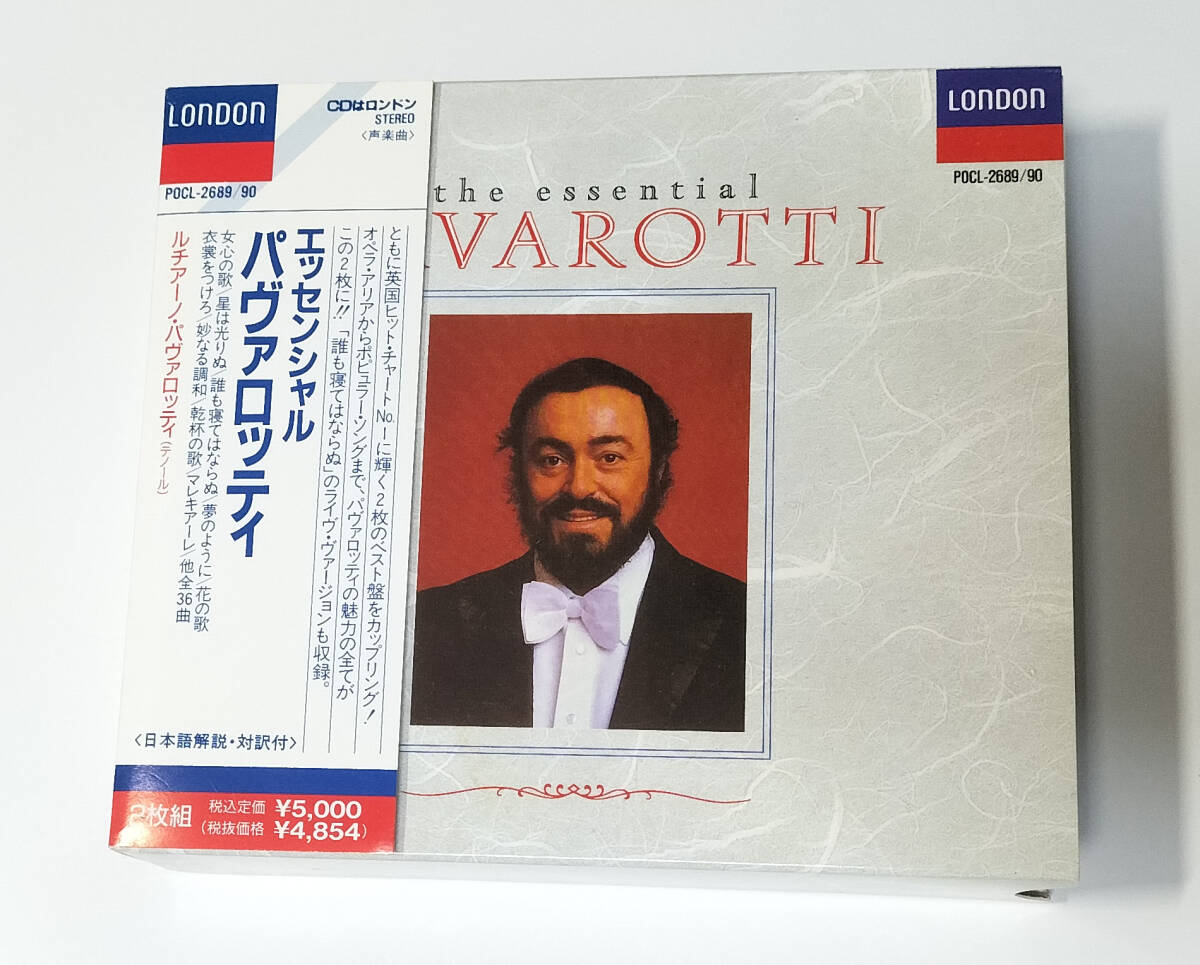 LONDON
CDはロンドン
STEREO
〈声楽曲〉
POCL-2689/90
エッセンシャル
パヴァロッティ
ともに英国ヒット・チャートNo.1に輝く2枚のベスト盤をカップリング!
オペラ・アリアからポピュラー・ソングまで、パヴァロッティの魅力の全てが
この2枚に!!「誰も寝てはならぬ」のライヴ・ヴァージョンも収録。
女心の歌/星は光りぬ/誰も寝てはならぬ/夢のように/花の歌
衣裳をつけろ/妙なる調和/乾杯の歌/マレキアーレ/他全36曲
ルチアーノ・パヴァロッティ(テノール)
〈日本語解説・対訳付〉
2枚組 税込定価 ¥5,000
(税抜価格 ¥4,854)
the essential
VAROTTI
LONDON
POCL-2689/90